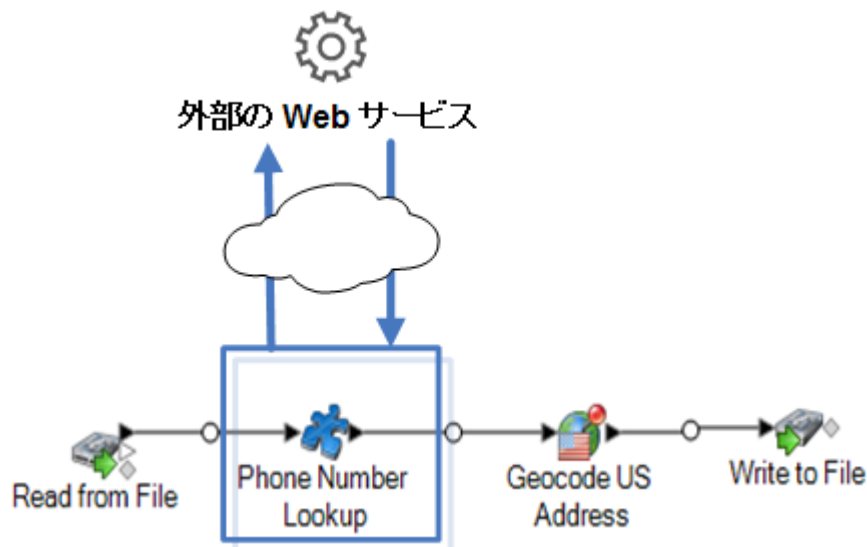 外部の Web サービス
Read from File
Phone Number
Lookup
Geocode US
Address
Write to File